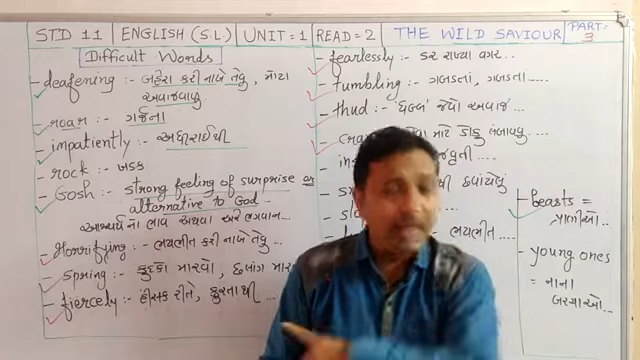 STD 11 ENGLISH (S.L.) UNIT = 1 READ = 2 THE WILD SAVIOUR PART- 3
Difficult Words
- deafening :- બહેરા કરી નાખે તેવું, મોટા
અવાજવાળુ
- roar :- ગર્જના
- impatiently :- અધીરાઈથી
- rock :- ખડક
- Gosh :- strong feeling of surprise or
alternative to God ...
આશ્ચર્યનો ભાવ અથવા અરે ભગવાન...
- Horrifying :- ભયભીત કરી નાખે તેવુ...
- Spring :- કુદકો મારવો, છલાંગ માર
- fiercely :- હિંસક રીતે, ક્રુરતાથી ...
- fearlessly :- ડર રાખ્યા વગર..
- tumbling :- ગબડતાં, ગબડતા ....
- thud :- 'ધબ્બ' જેવો અવાજ..
માટે ડોકુ લંબાવવુ...
ભયભીત ...
- beasts =
પ્રાણીઓ..
- young ones
= નાના
બચ્ચાઓ...